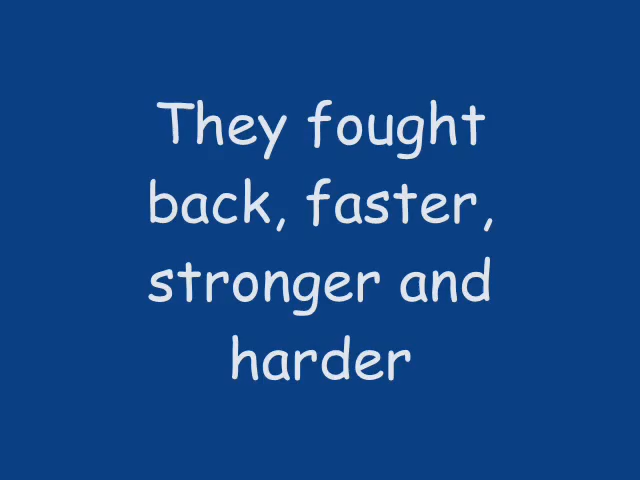 They fought
back, faster,
stronger and
harder